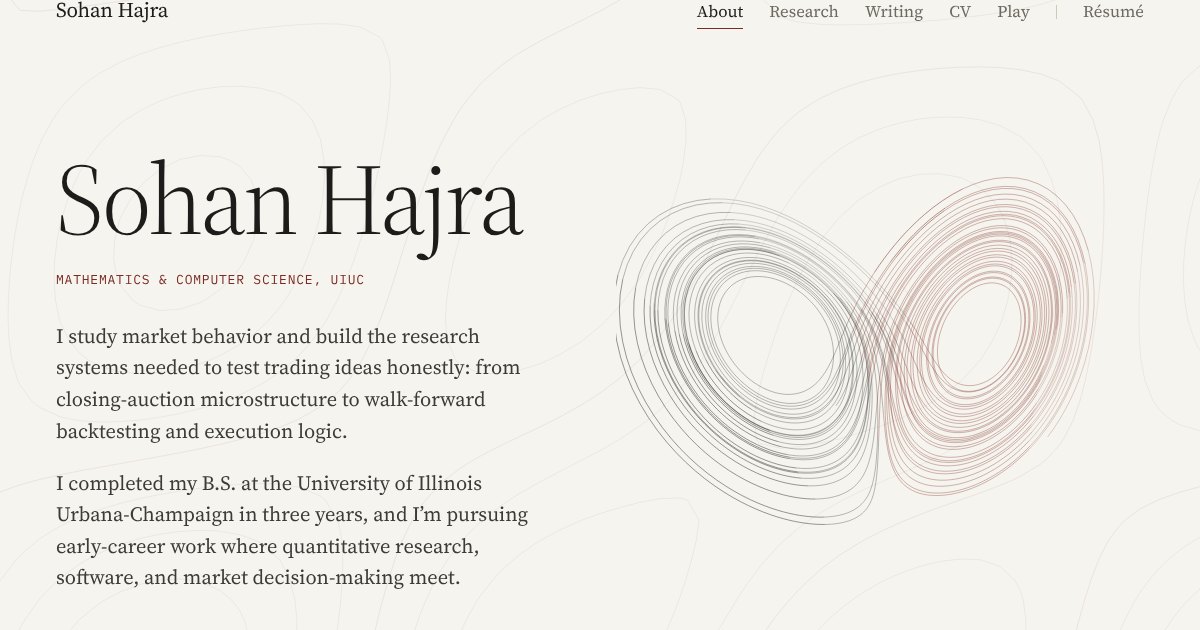 Sohan Hajra
About Research Writing CV Play Résumé
Sohan Hajra
MATHEMATICS & COMPUTER SCIENCE, UIUC
I study market behavior and build the research
systems needed to test trading ideas honestly: from
closing-auction microstructure to walk-forward
backtesting and execution logic.
I completed my B.S. at the University of Illinois
Urbana-Champaign in three years, and I’m pursuing
early-career work where quantitative research,
software, and market decision-making meet.